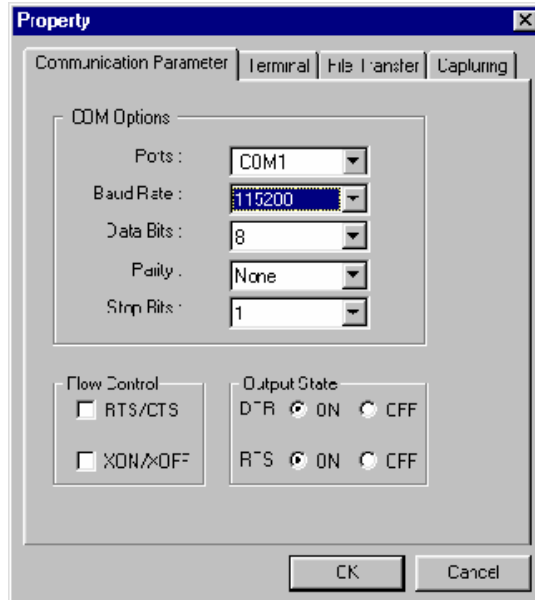 Property
Communication Parameter Terminal File Transfer Capturing
COM Options
Ports : COM1
Baud Rate : 115200
Data Bits : 8
Parity : None
Stop Bits : 1
Flow Control
RTS/CTS
XON/XOFF
Output State
DTR ON OFF
RTS ON OFF
OK Cancel